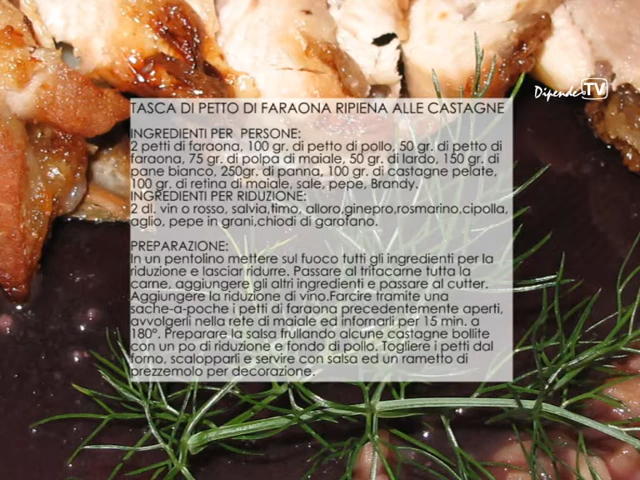 Dipende TV
TASCA DI PETTO DI FARAONA RIPIENA ALLE CASTAGNE
INGREDIENTI PER PERSONE:
2 petti di faraona, 100 gr. di petto di pollo, 50 gr. di petto di
faraona, 75 gr. di polpa di maiale, 50 gr. di lardo, 150 gr. di
pane bianco, 250gr. di panna, 100 gr. di castagne pelate,
100 gr. di retina di maiale, sale, pepe, Brandy.
INGREDIENTI PER RIDUZIONE:
2 dl. vin o rosso, salvia,timo, alloro,ginepro,rosmarino,cipolla,
aglio, pepe in grani,chiodi di garofano.
PREPARAZIONE:
In un pentolino mettere sul fuoco tutti gli ingredienti per la
riduzione e lasciar ridurre. Passare al tritacarne tutta la
carne, aggiungere gli altri ingredienti e passare al cutter.
Aggiungere la riduzione di vino.Farcire tramite una
sache-a-poche i petti di faraona precedentemente aperti,
avvolgerli nella rete di maiale ed infornarli per 15 min. a
180°. Preparare la salsa frullando alcune castagne bollite
con un po di riduzione e fondo di pollo. Togliere i petti dal
forno, scalopparli e servire con salsa ed un rametto di
prezzemolo per decorazione.